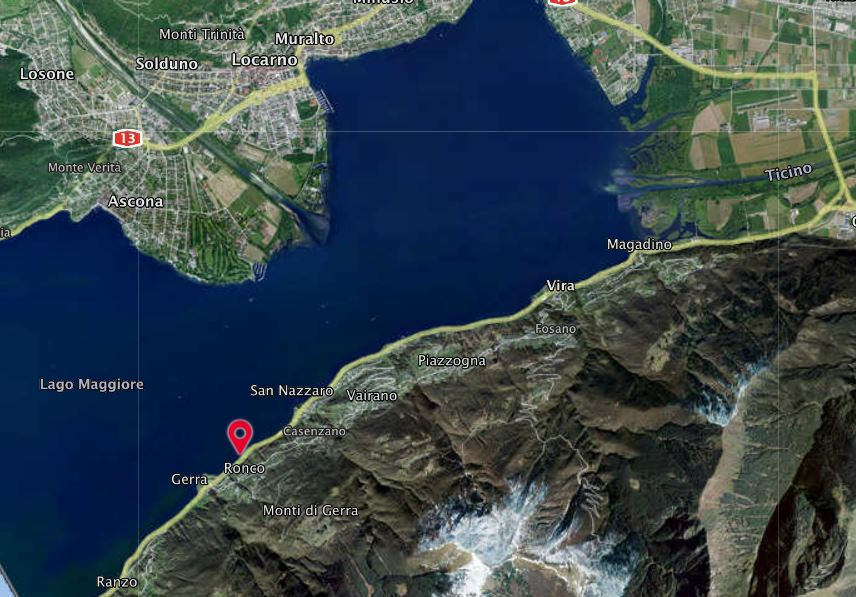 Monti Trinità
Muralto
Losone
Solduno
Locarno
13
Monte Verità
Ascona
Ticino
Magadino
Vira
Fosano
Piazzogna
Lago Maggiore
San Nazzaro
Vairano
Casenzano
Ronco
Gerra
Monti di Gerra
Ranzo